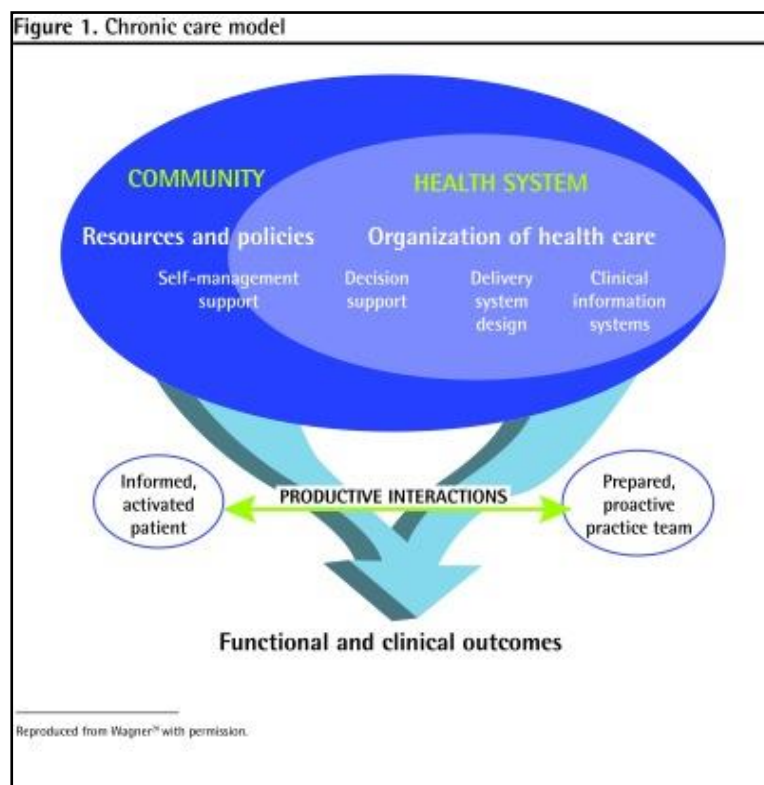 Figure 1. Chronic care model
COMMUNITY
HEALTH SYSTEM
Resources and policies
Organization of health care
Self-management
support
Decision
support
Delivery
system
design
Clinical
information
systems
Informed,
activated
patient
PRODUCTIVE INTERACTIONS
Prepared,
proactive
practice team
Functional and clinical outcomes
Reproduced from Wagner with permission.